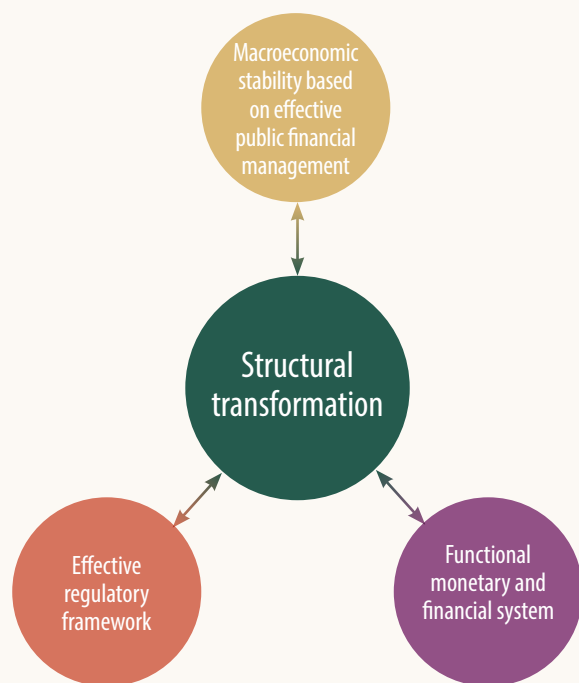 Macroeconomic
stability based
on effective
public financial
management
Structural
transformation
Effective
regulatory
framework
Functional
monetary and
financial system